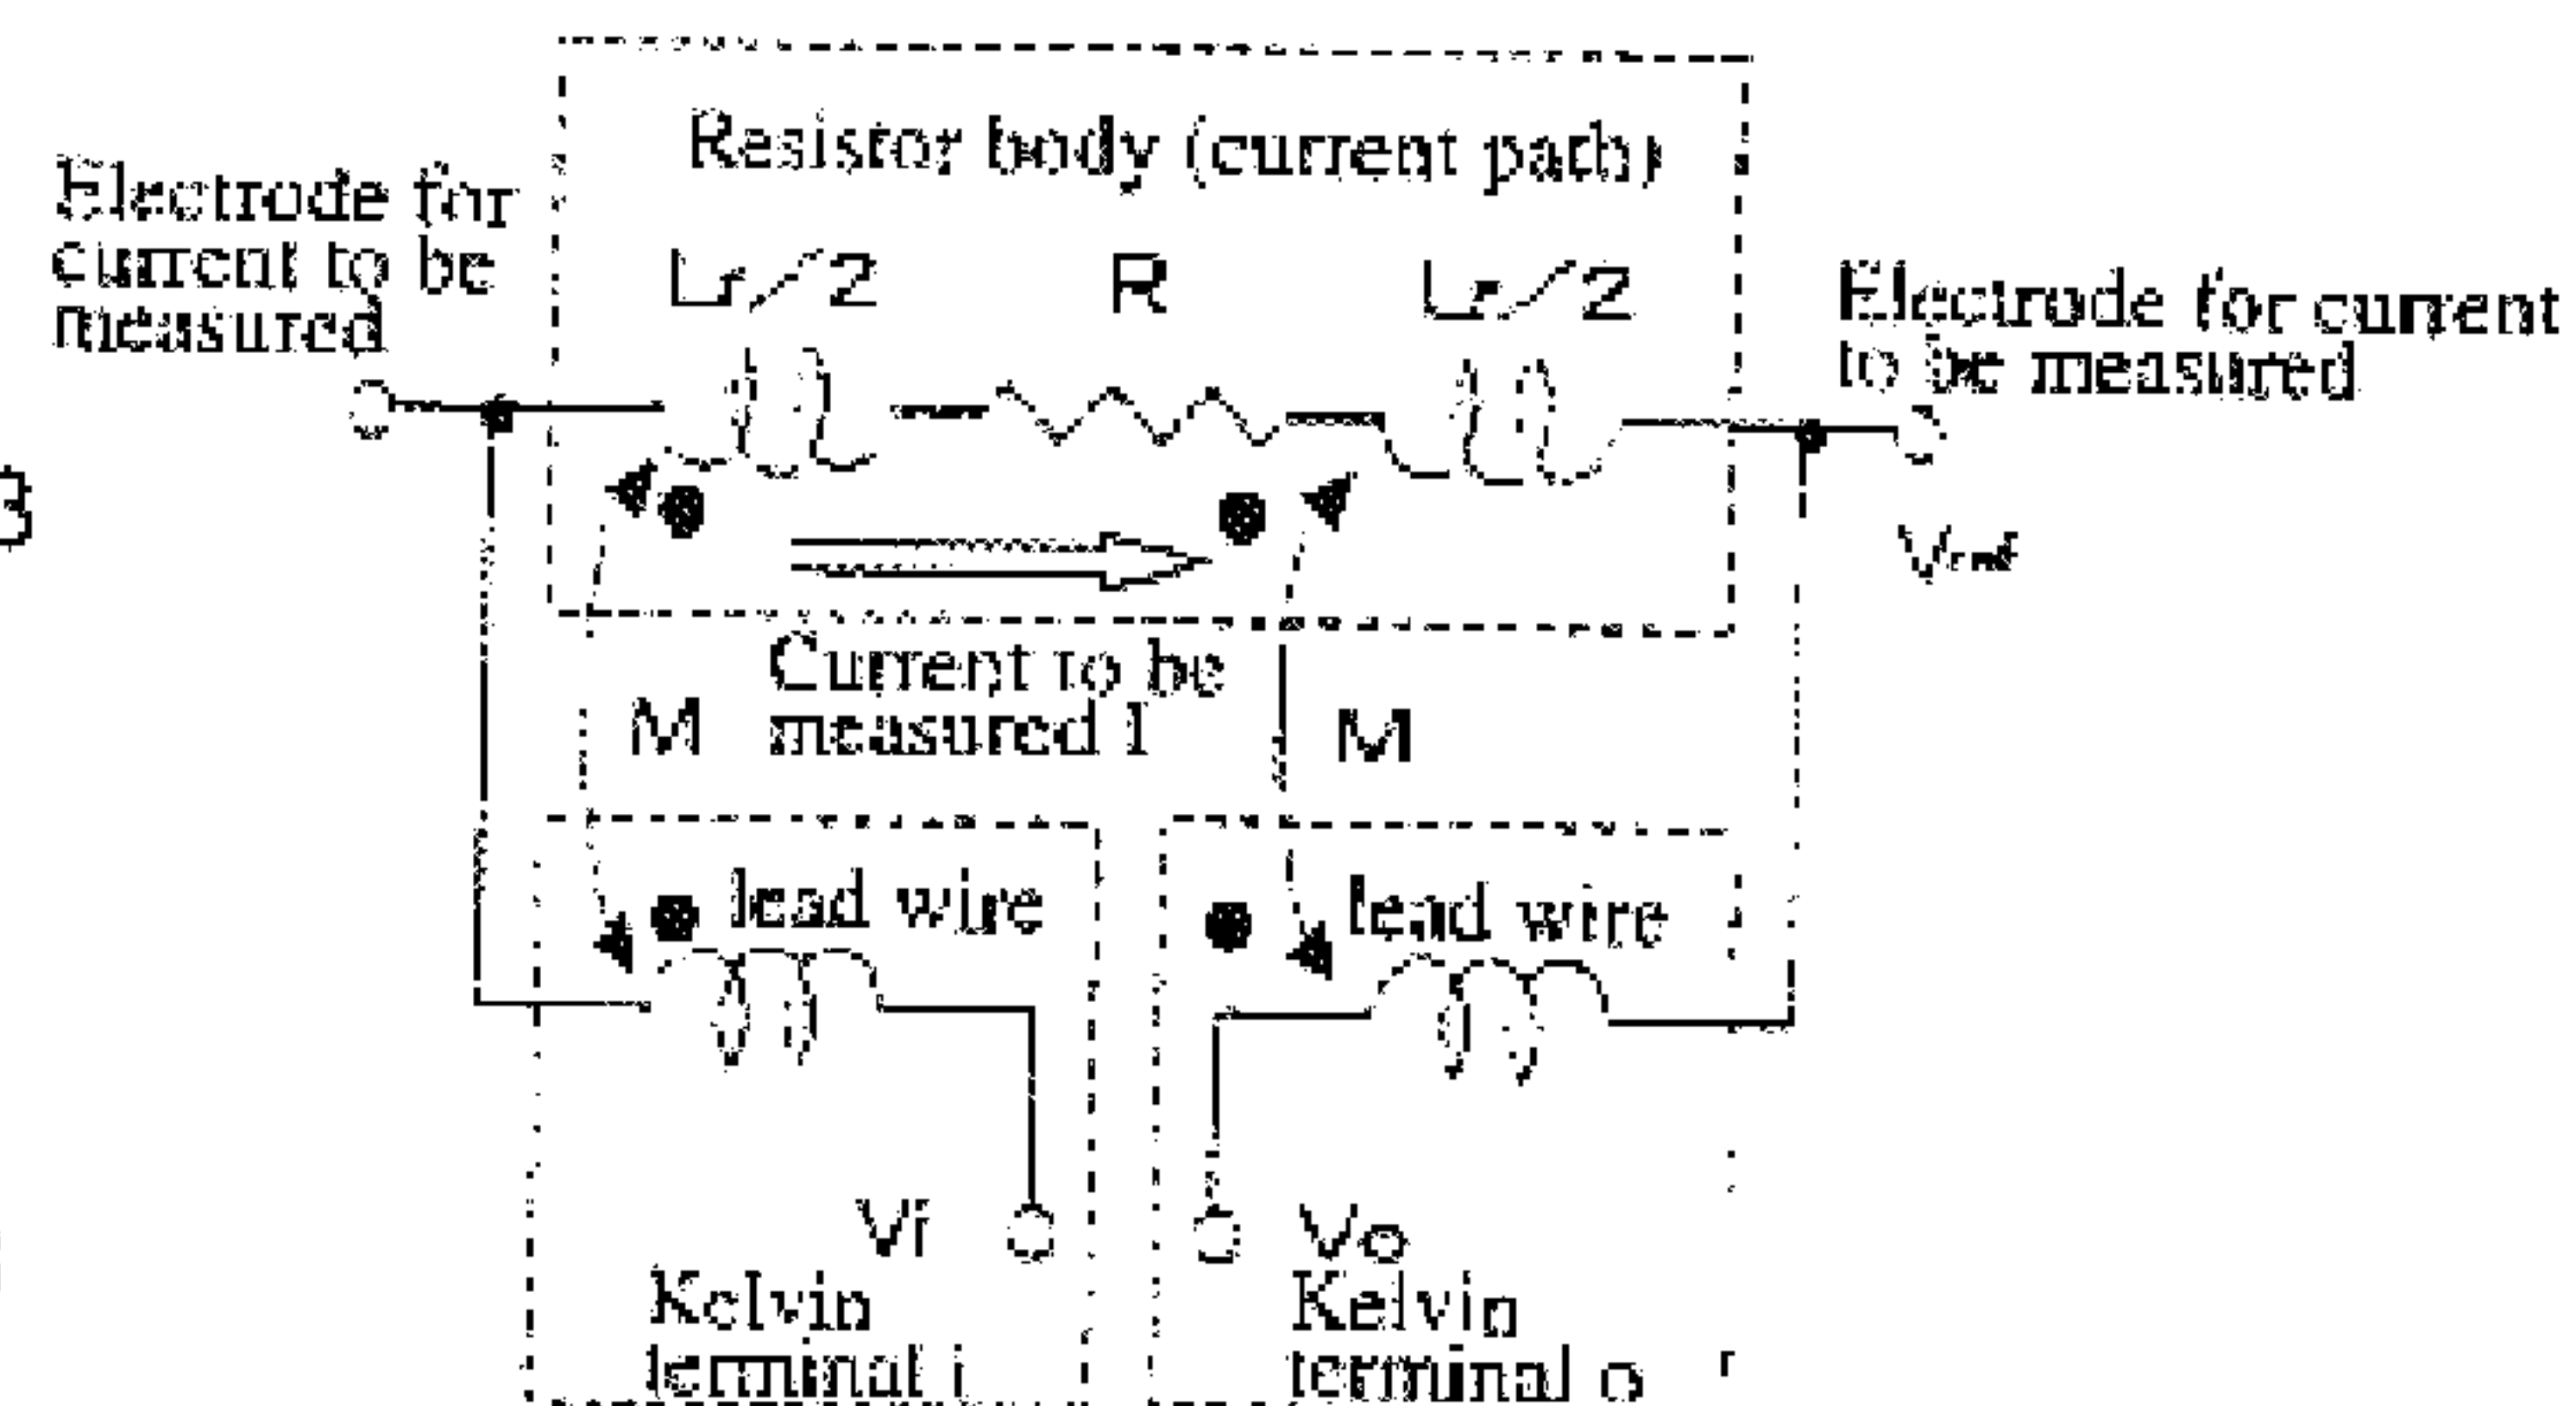 Resistor body (current path)
Electrode for
current to be
measured
Lr/2
R
Lr/2
Electrode for current
to be measured
3
Current to be
measured I
M
M
lead wire
lead wire
Vi
Vo
Kelvin
terminal i
Kelvin
terminal o
r